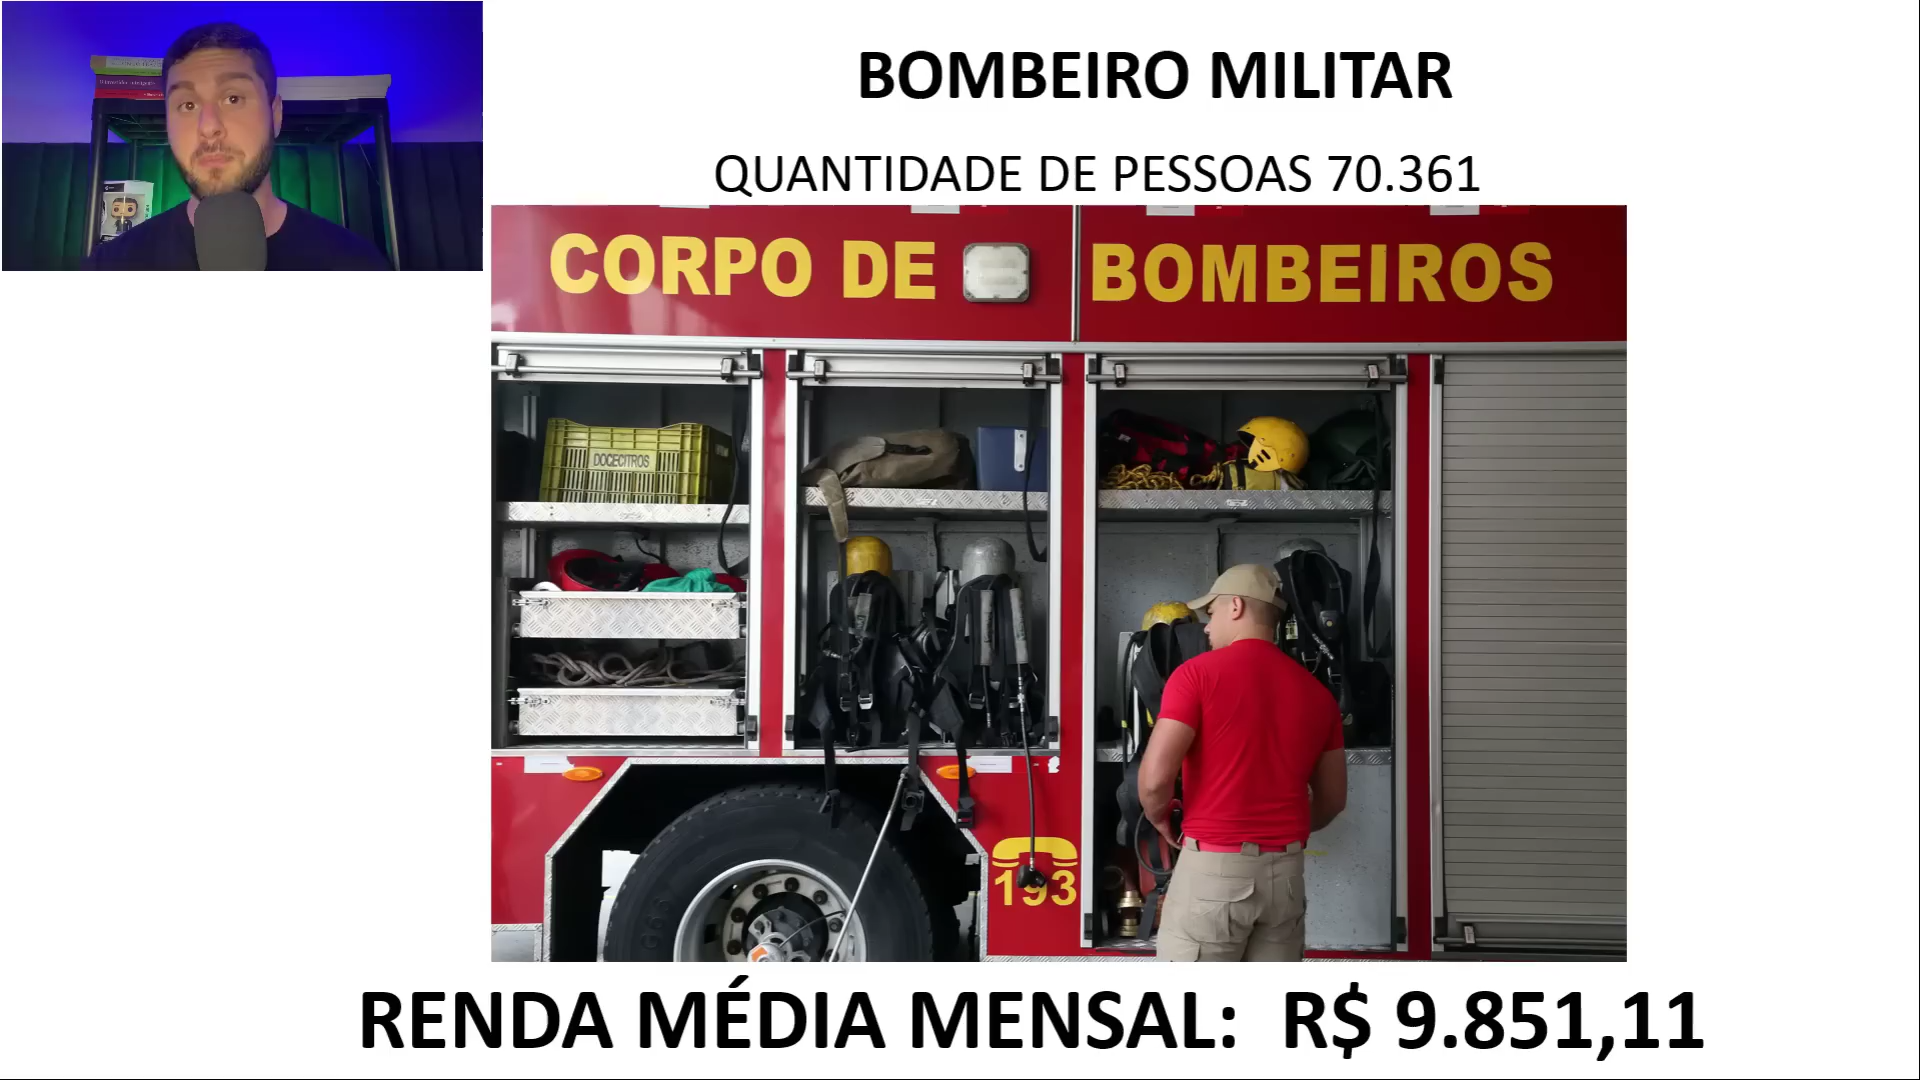 BOMBEIRO MILITAR
QUANTIDADE DE PESSOAS 70.361
CORPO DE BOMBEIROS
DOCECITROS
193
RENDA MÉDIA MENSAL: R$ 9.851,11